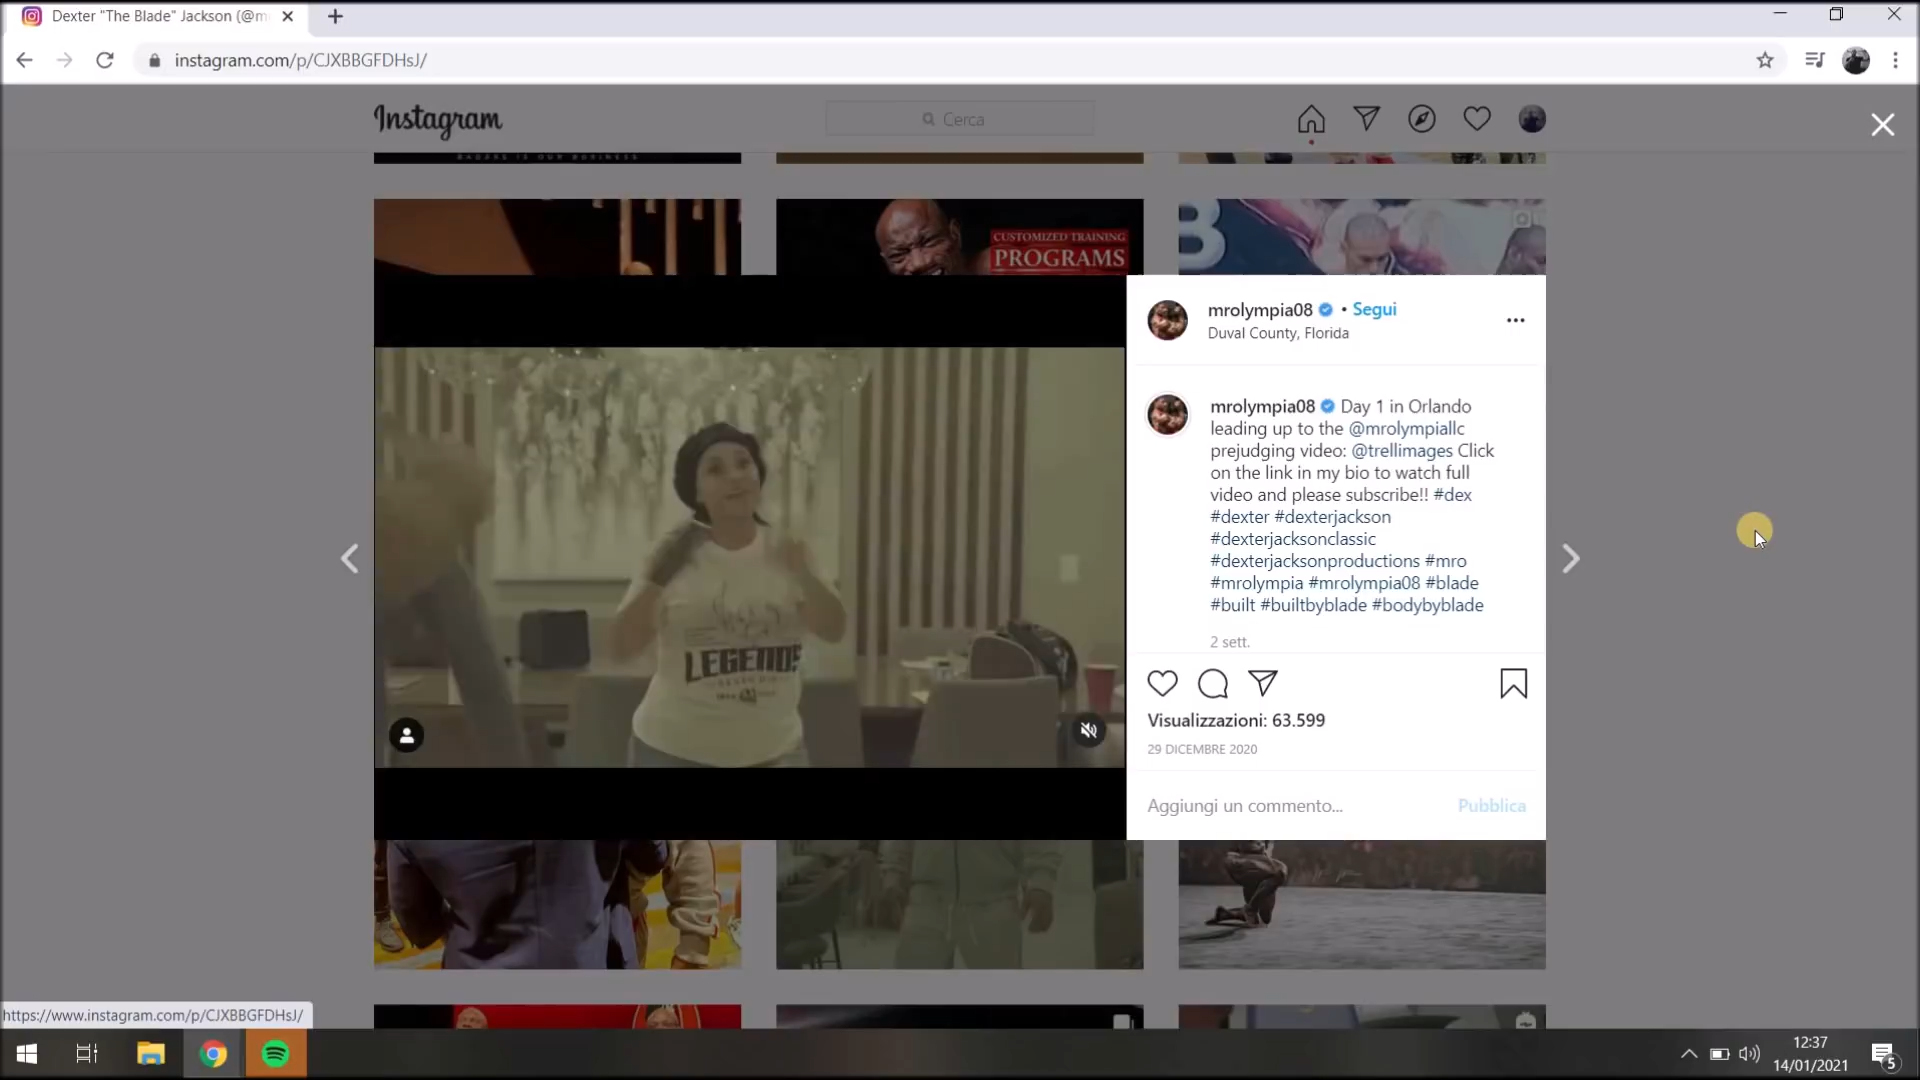 Dexter "The Blade" Jackson (@m
instagram.com/p/CJXBBGFDHsJ/
Instagram
Cerca
CUSTOMIZED TRAINING
PROGRAMS
B
mrolympia08 • Segui
Duval County, Florida
mrolympia08 Day 1 in Orlando
leading up to the @mrolympiallc
prejudging video: @trellimages Click
on the link in my bio to watch full
video and please subscribe!! #dex
#dexter #dexterjackson
#dexterjacksonclassic
#dexterjacksonproductions #mro
#mrolympia #mrolympia08 #blade
#built #builtbyblade #bodybyblade
2 sett.
LEGENDS
Visualizzazioni: 63.599
29 DICEMBRE 2020
Aggiungi un commento... Pubblica
https://www.instagram.com/p/CJXBBGFDHsJ/
12:37
14/01/2021
5